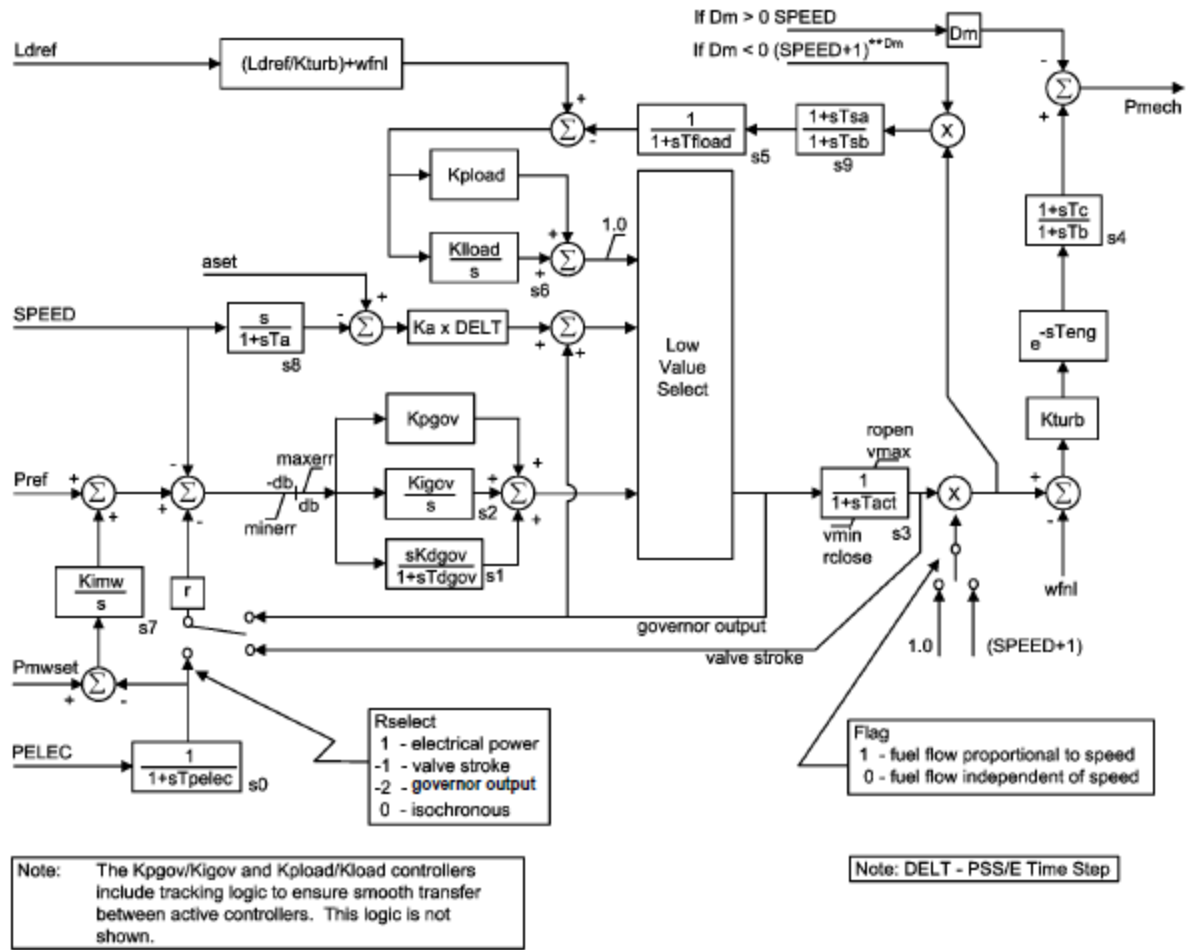 If Dm > 0 SPEED
Dm
Ldref
(Ldref/Kturb)+wfnl
If Dm < 0 (SPEED+1)**Dm
-
+
Pmech
+
Σ
-
1
1+sTfload
s5
1+sTsa
1+sTsb
s9
X
Σ
Kpload
1+sTc
1+sTb
s4
KIload
s
s6
+
+
Σ
1.0
aset
SPEED
s
1+sTa
s8
-
+
Σ
Ka x DELT
+
+
Σ
Low
Value
Select
e-sTeng
Kturb
Kpgov
ropen
vmax
Pref
+
+
Σ
-
+
-
Σ
-db
db
maxerr
minerr
Kigov
s
s2
+
+
+
Σ
1
1+sTact
s3
vmin
rclose
X
+
-
Σ
wfnl
sKdgov
1+sTdgov
s1
Kimw
s
s7
r
governor output
valve stroke
1.0
(SPEED+1)
Pmwset
+
-
Σ
PELEC
1
1+sTpelec
s0
Rselect
1 - electrical power
-1 - valve stroke
-2 - governor output
0 - isochronous
Flag
1 - fuel flow proportional to speed
0 - fuel flow independent of speed
Note: The Kpgov/Kigov and Kpload/Kload controllers
include tracking logic to ensure smooth transfer
between active controllers. This logic is not
shown.
Note: DELT - PSS/E Time Step